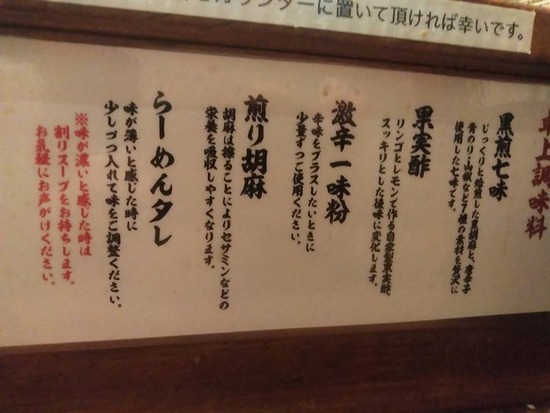 カウンターに置いて頂ければ幸いです。
卓上調味料
黒煎七味
じっくりと焙煎した黒胡麻と、唐辛子
青のり・山椒など7種の素料を贅沢に
使用した七味です。
果実酢
リンゴとレモンで作る自家製果実酢、
スッキリとした後味に変化します。
激辛一味粉
辛味をプラスしたいときに
少量ずつご使用ください。
煎り胡麻
胡麻は擦ることによりセサミンなどの
栄養を吸収しやすくなります。
らーめんタレ
味が薄いと感じた時に
少しづつ入れて味をご調整ください。
※味が濃いと感じた時は
割りスープをお持ちします。
お気軽にお声がけください。